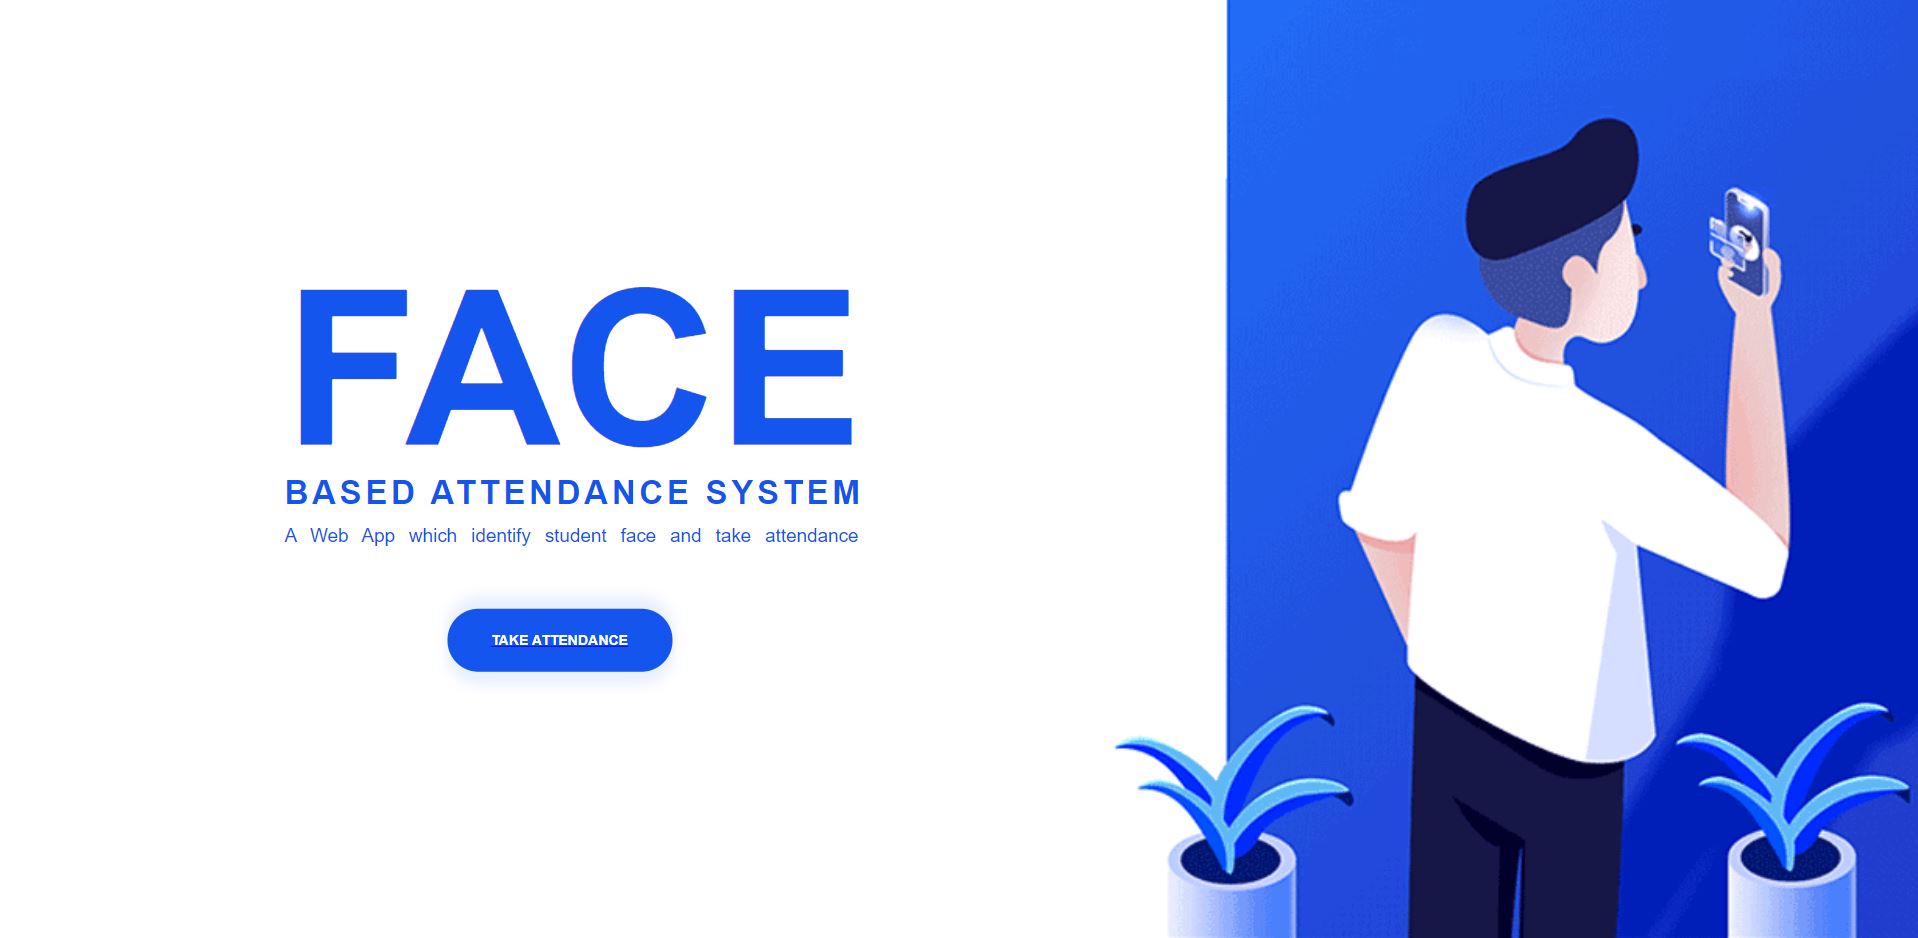 FACE
BASED ATTENDANCE SYSTEM
A Web App which identify student face and take attendance
TAKE ATTENDANCE